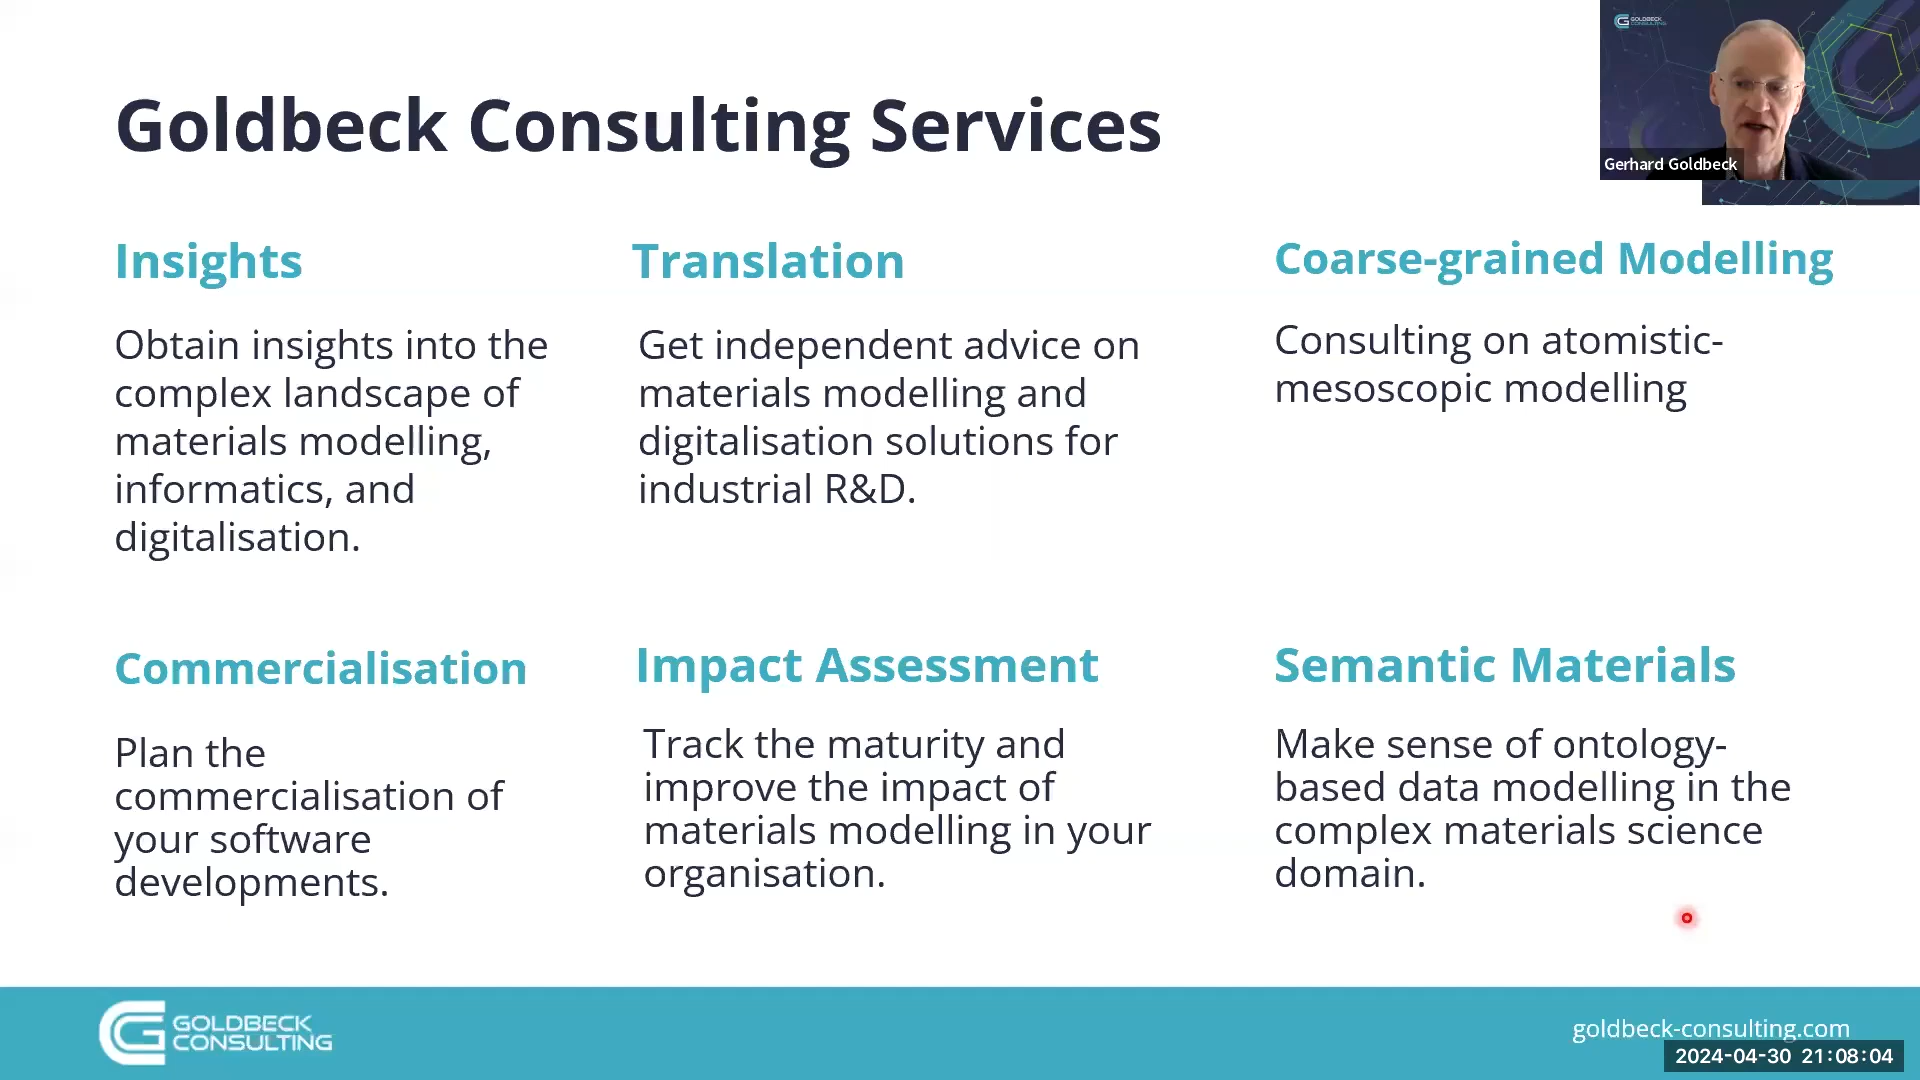 Goldbeck Consulting Services
GOLDBECK
CONSULTING
Gerhard Goldbeck
Insights
Obtain insights into the
complex landscape of
materials modelling,
informatics, and
digitalisation.
Translation
Get independent advice on
materials modelling and
digitalisation solutions for
industrial R&D.
Coarse-grained Modelling
Consulting on atomistic-
mesoscopic modelling
Commercialisation
Plan the
commercialisation of
your software
developments.
Impact Assessment
Track the maturity and
improve the impact of
materials modelling in your
organisation.
Semantic Materials
Make sense of ontology-
based data modelling in the
complex materials science
domain.
GOLDBECK
CONSULTING
goldbeck-consulting.com
2024-04-30 21:08:04